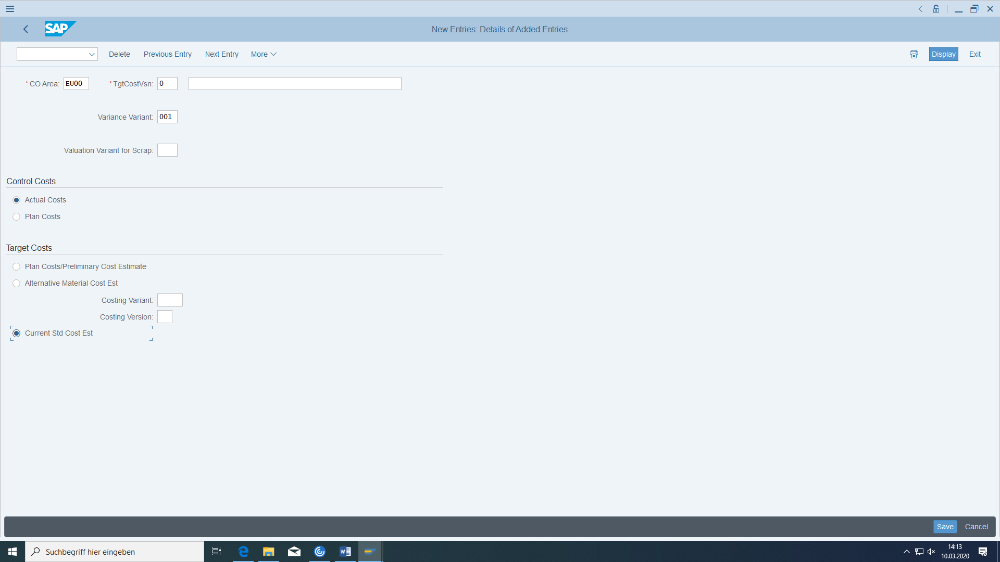 SAP
New Entries: Details of Added Entries
Delete Previous Entry Next Entry More Display Exit
* CO Area: EU00 * TgtCostVsn: 0
Variance Variant: 001
Valuation Variant for Scrap:
Control Costs
Actual Costs
Plan Costs
Target Costs
Plan Costs/Preliminary Cost Estimate
Alternative Material Cost Est
Costing Variant:
Costing Version:
Current Std Cost Est
Save Cancel
Suchbegriff hier eingeben
14:13
10.03.2020